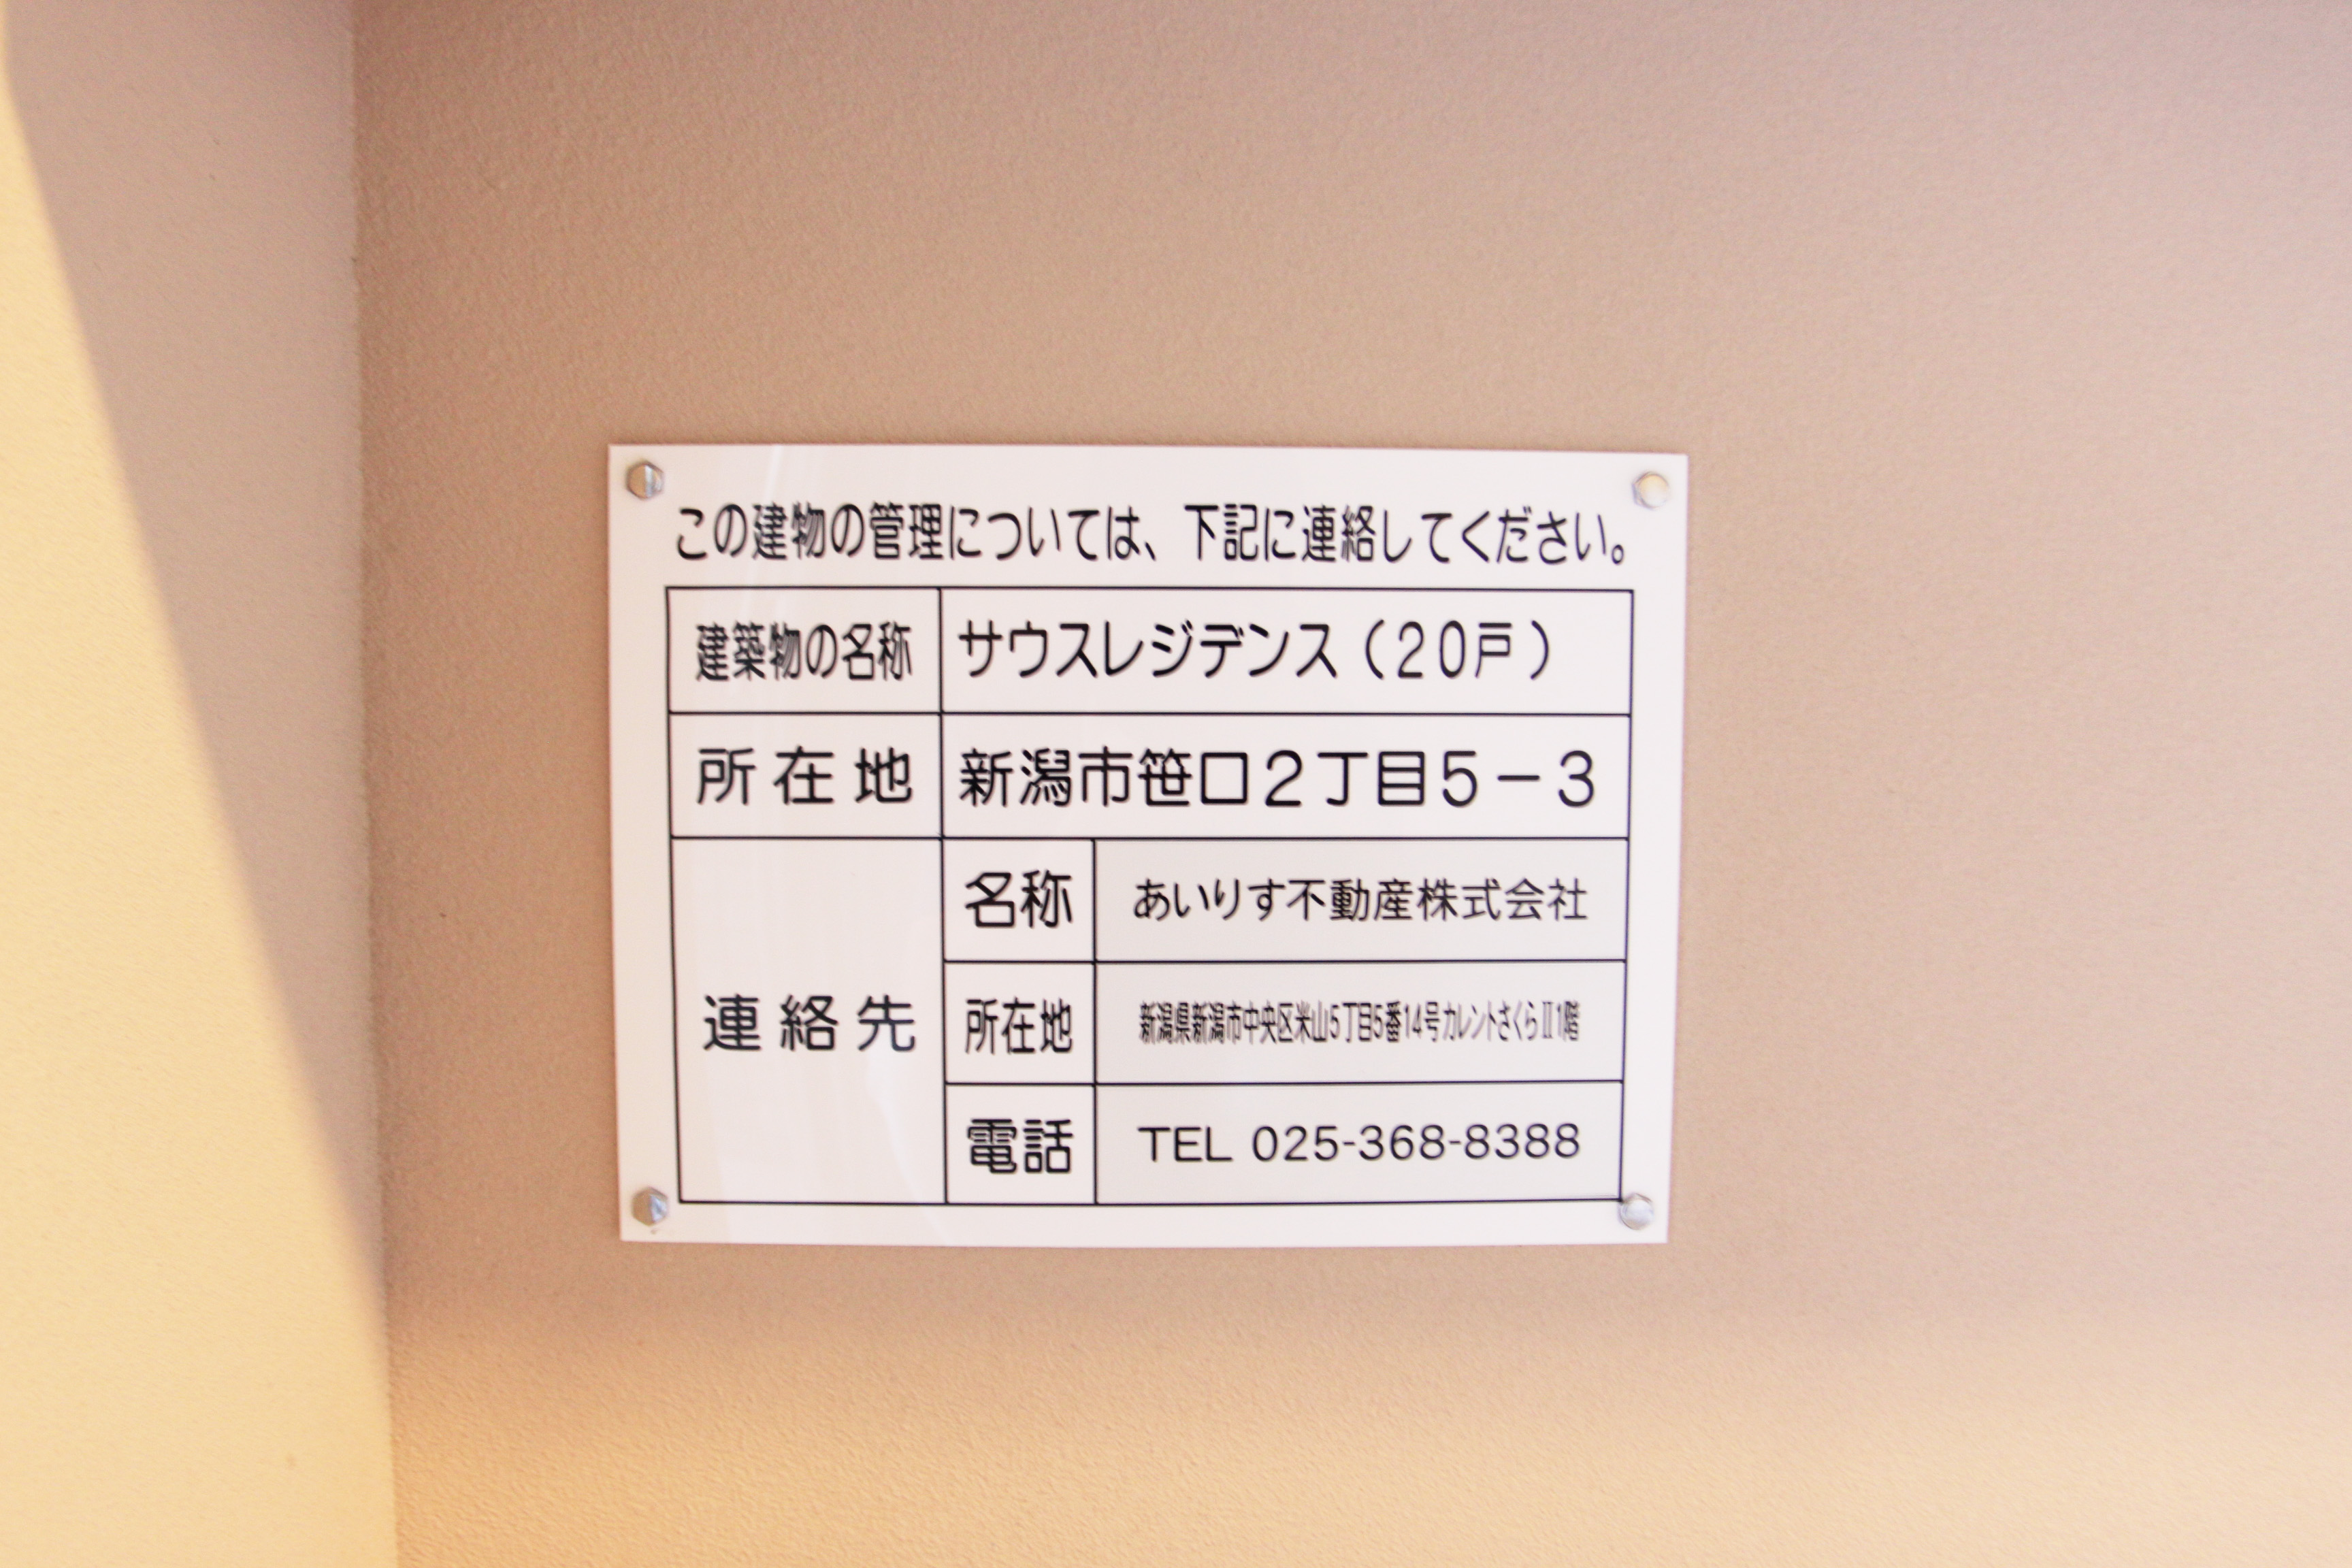 この建物の管理については、下記に連絡してください。
建築物の名称 サウスレジデンス（20戸）
所在地 新潟市笹口２丁目５－３
連絡先
名称 あいりす不動産株式会社
所在地 新潟県新潟市中央区米山5丁目5番14号カレントさくらⅡ1階
電話 TEL 025-368-8388